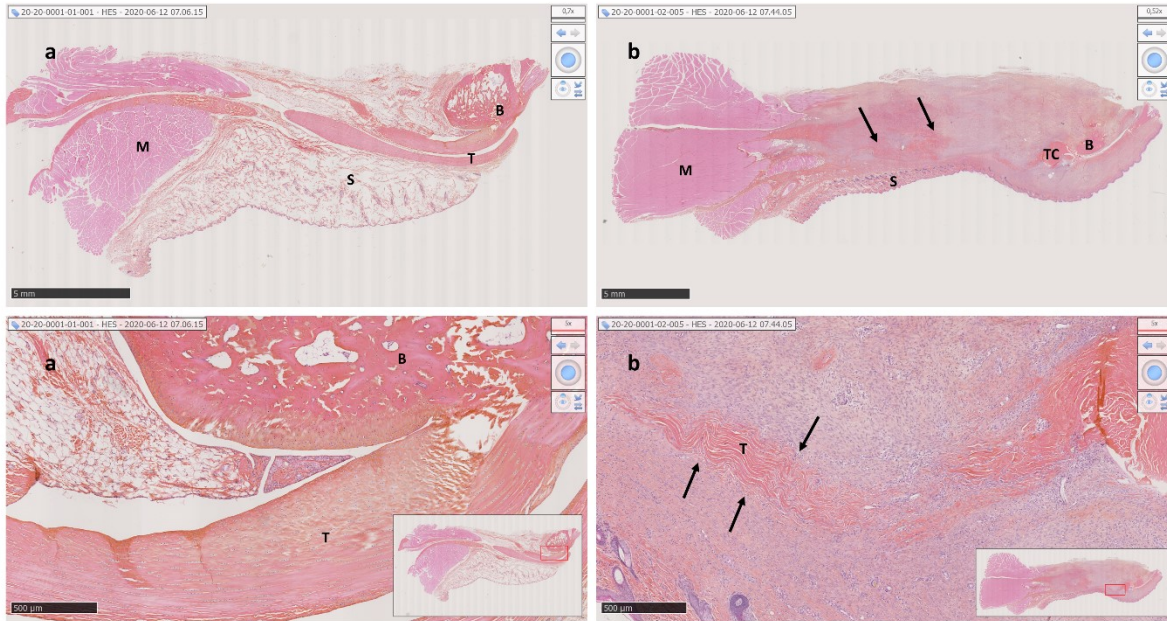 20-20-0001-01-001 - HES - 2020-06-12 07.06.15
0,7x
a
B
M
T
S
5 mm
20-20-0001-02-005 - HES - 2020-06-12 07.44.05
0,52x
b
B
TC
M
S
5 mm
20-20-0001-01-001 - HES - 2020-06-12 07.06.15
5x
a
B
T
500 µm
20-20-0001-02-005 - HES - 2020-06-12 07.44.05
5x
b
T
500 µm